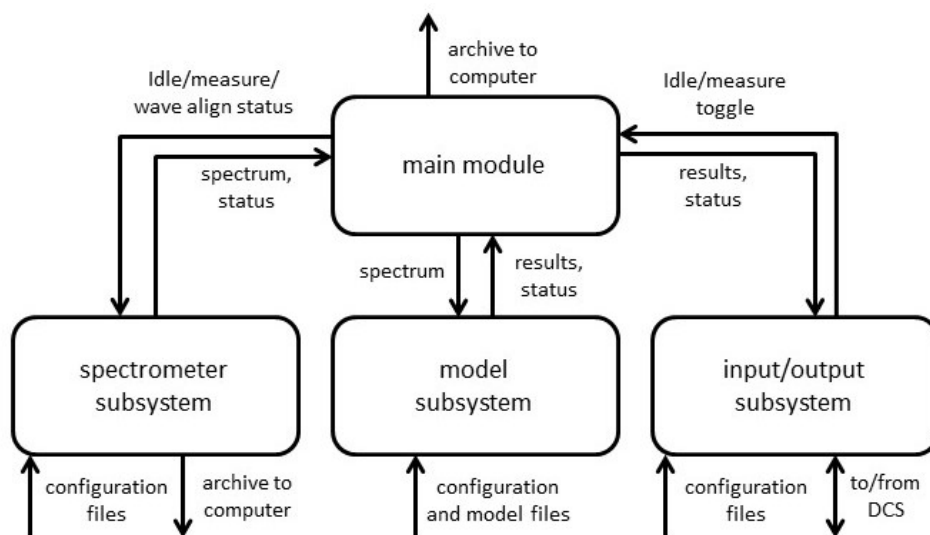 archive to
computer
Idle/measure/
wave align status
Idle/measure
toggle
main module
spectrum,
status
results,
status
spectrum
results,
status
spectrometer
subsystem
model
subsystem
input/output
subsystem
configuration
files
archive to
computer
configuration
and model files
configuration
files
to/from
DCS